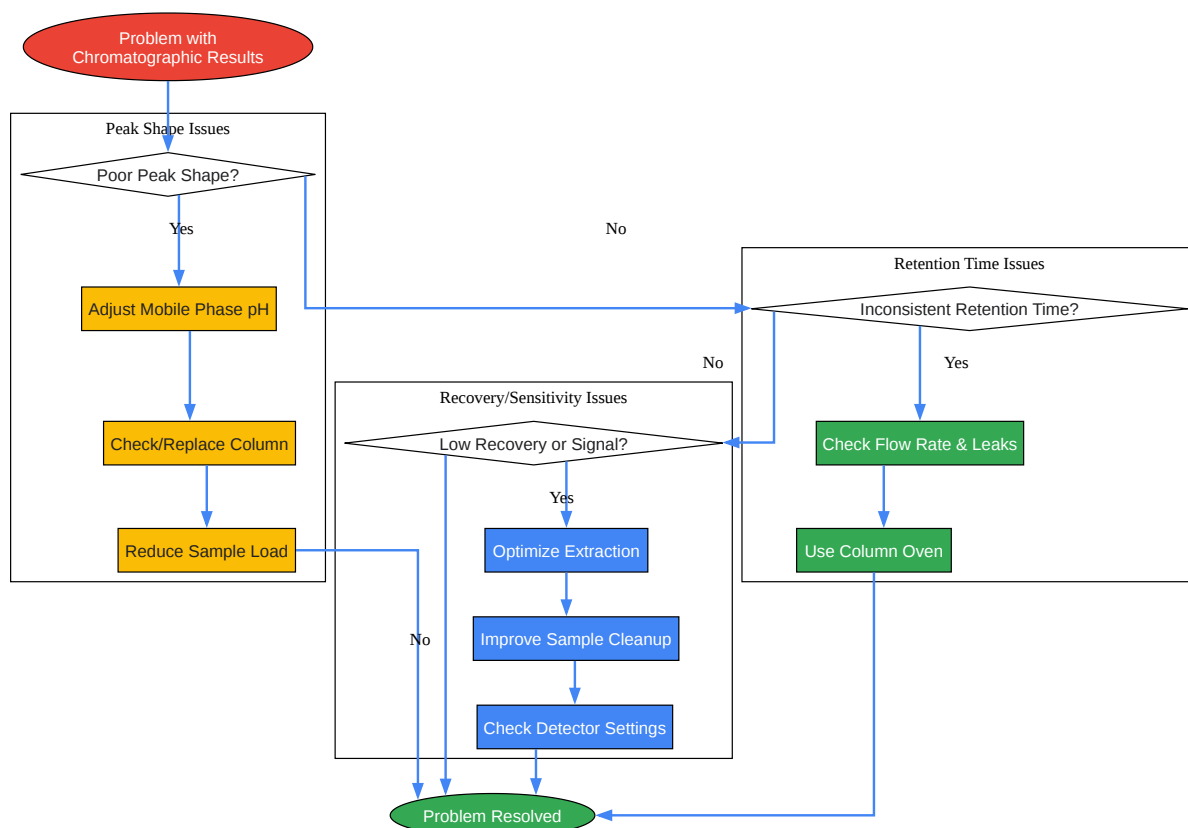 Problem with
Chromatographic Results
Peak Shape Issues
Poor Peak Shape?
Yes
No
Adjust Mobile Phase pH
Check/Replace Column
Reduce Sample Load
Retention Time Issues
Inconsistent Retention Time?
No
Yes
Check Flow Rate & Leaks
Use Column Oven
Recovery/Sensitivity Issues
Low Recovery or Signal?
Yes
No
Optimize Extraction
Improve Sample Cleanup
Check Detector Settings
Problem Resolved